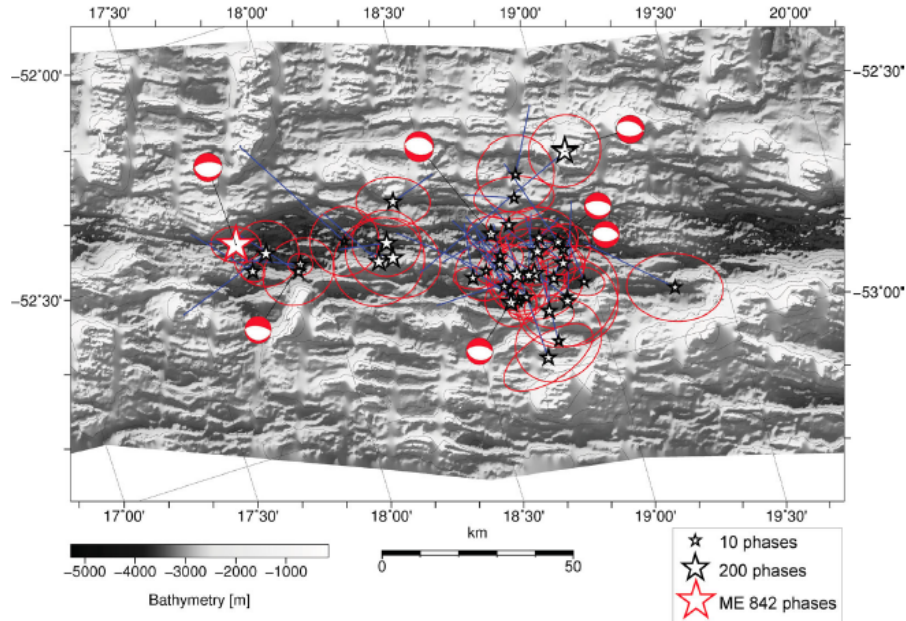 17°30' 18°00' 18°30' 19°00' 19°30' 20°00'
−52°00'
−52°30'
−52°30'
−53°00'
17°00' 17°30' 18°00' 18°30' 19°00' 19°30'
km
0 50
−5000 −4000 −3000 −2000 −1000
Bathymetry [m]
10 phases
200 phases
ME 842 phases